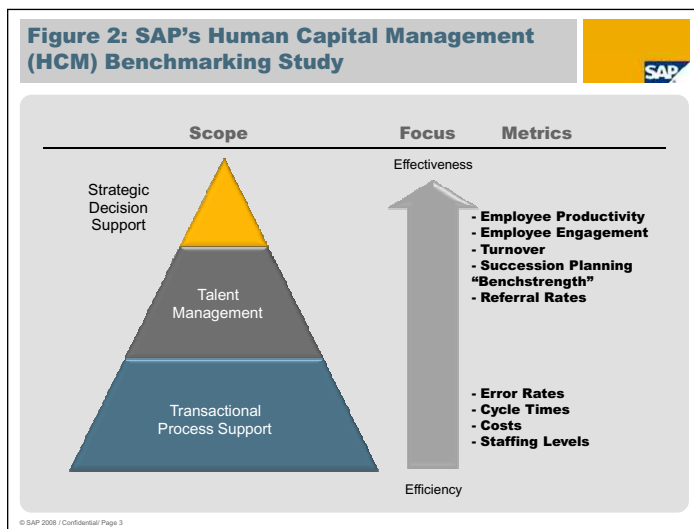 Figure 2: SAP's Human Capital Management
(HCM) Benchmarking Study
SAP
Scope
Focus
Metrics
Effectiveness
Strategic
Decision
Support
- Employee Productivity
- Employee Engagement
- Turnover
- Succession Planning
“Benchstrength”
- Referral Rates
Talent
Management
- Error Rates
- Cycle Times
- Costs
- Staffing Levels
Transactional
Process Support
Efficiency
© SAP 2008 / Confidential/ Page 3